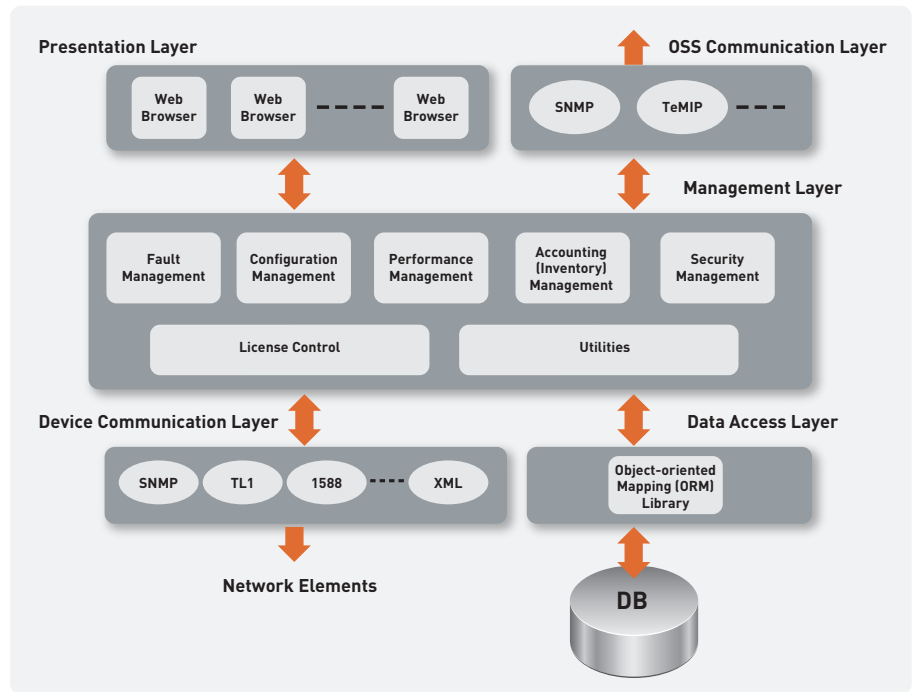 Presentation Layer
Web
Browser
Web
Browser
Web
Browser
OSS Communication Layer
SNMP
TeMIP
Management Layer
Fault
Management
Configuration
Management
Performance
Management
Accounting
(Inventory)
Management
Security
Management
License Control
Utilities
Device Communication Layer
SNMP
TL1
1588
XML
Network Elements
Data Access Layer
Object-oriented
Mapping (ORM)
Library
DB